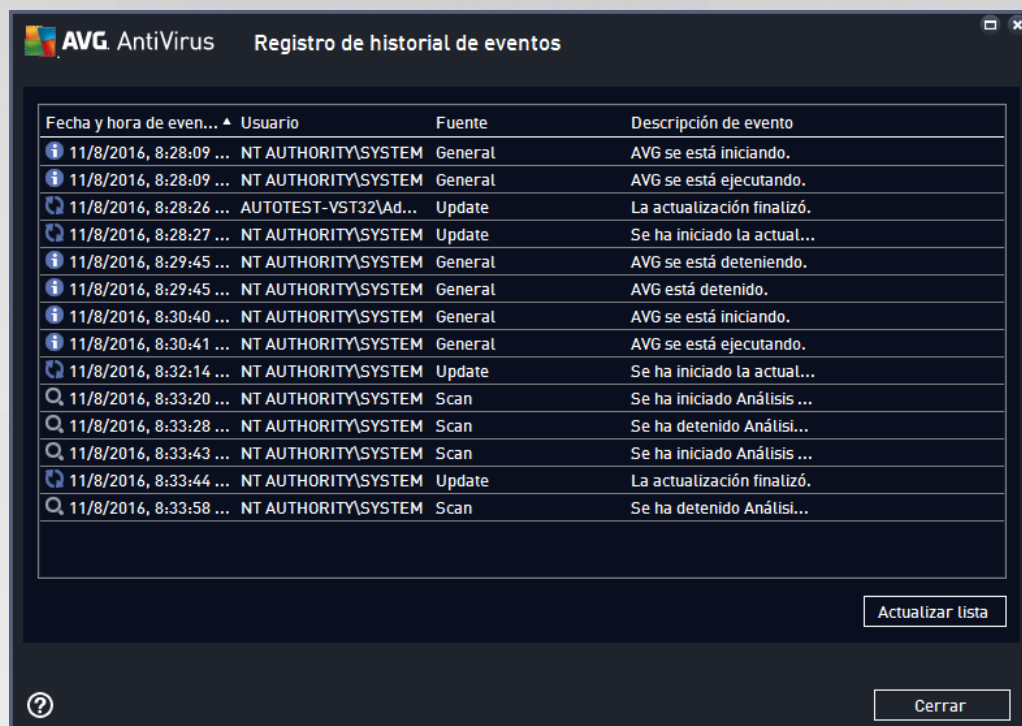 AVG. AntiVirus Registro de historial de eventos
Fecha y hora de even... Usuario Fuente Descripción de evento
11/8/2016, 8:28:09 ... NT AUTHORITY\SYSTEM General AVG se está iniciando.
11/8/2016, 8:28:09 ... NT AUTHORITY\SYSTEM General AVG se está ejecutando.
11/8/2016, 8:28:26 ... AUTOTEST-VST32\Ad... Update La actualización finalizó.
11/8/2016, 8:28:27 ... NT AUTHORITY\SYSTEM Update Se ha iniciado la actual...
11/8/2016, 8:29:45 ... NT AUTHORITY\SYSTEM General AVG se está deteniendo.
11/8/2016, 8:29:45 ... NT AUTHORITY\SYSTEM General AVG está detenido.
11/8/2016, 8:30:40 ... NT AUTHORITY\SYSTEM General AVG se está iniciando.
11/8/2016, 8:30:41 ... NT AUTHORITY\SYSTEM General AVG se está ejecutando.
11/8/2016, 8:32:14 ... NT AUTHORITY\SYSTEM Update Se ha iniciado la actual...
11/8/2016, 8:33:20 ... NT AUTHORITY\SYSTEM Scan Se ha iniciado Análisis ...
11/8/2016, 8:33:28 ... NT AUTHORITY\SYSTEM Scan Se ha detenido Análisi...
11/8/2016, 8:33:43 ... NT AUTHORITY\SYSTEM Scan Se ha iniciado Análisis ...
11/8/2016, 8:33:44 ... NT AUTHORITY\SYSTEM Update La actualización finalizó.
11/8/2016, 8:33:58 ... NT AUTHORITY\SYSTEM Scan Se ha detenido Análisi...
Actualizar lista
? Cerrar